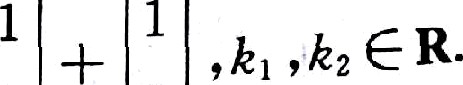 1 | + | 1 | , k₁ , k₂ ∈ R.